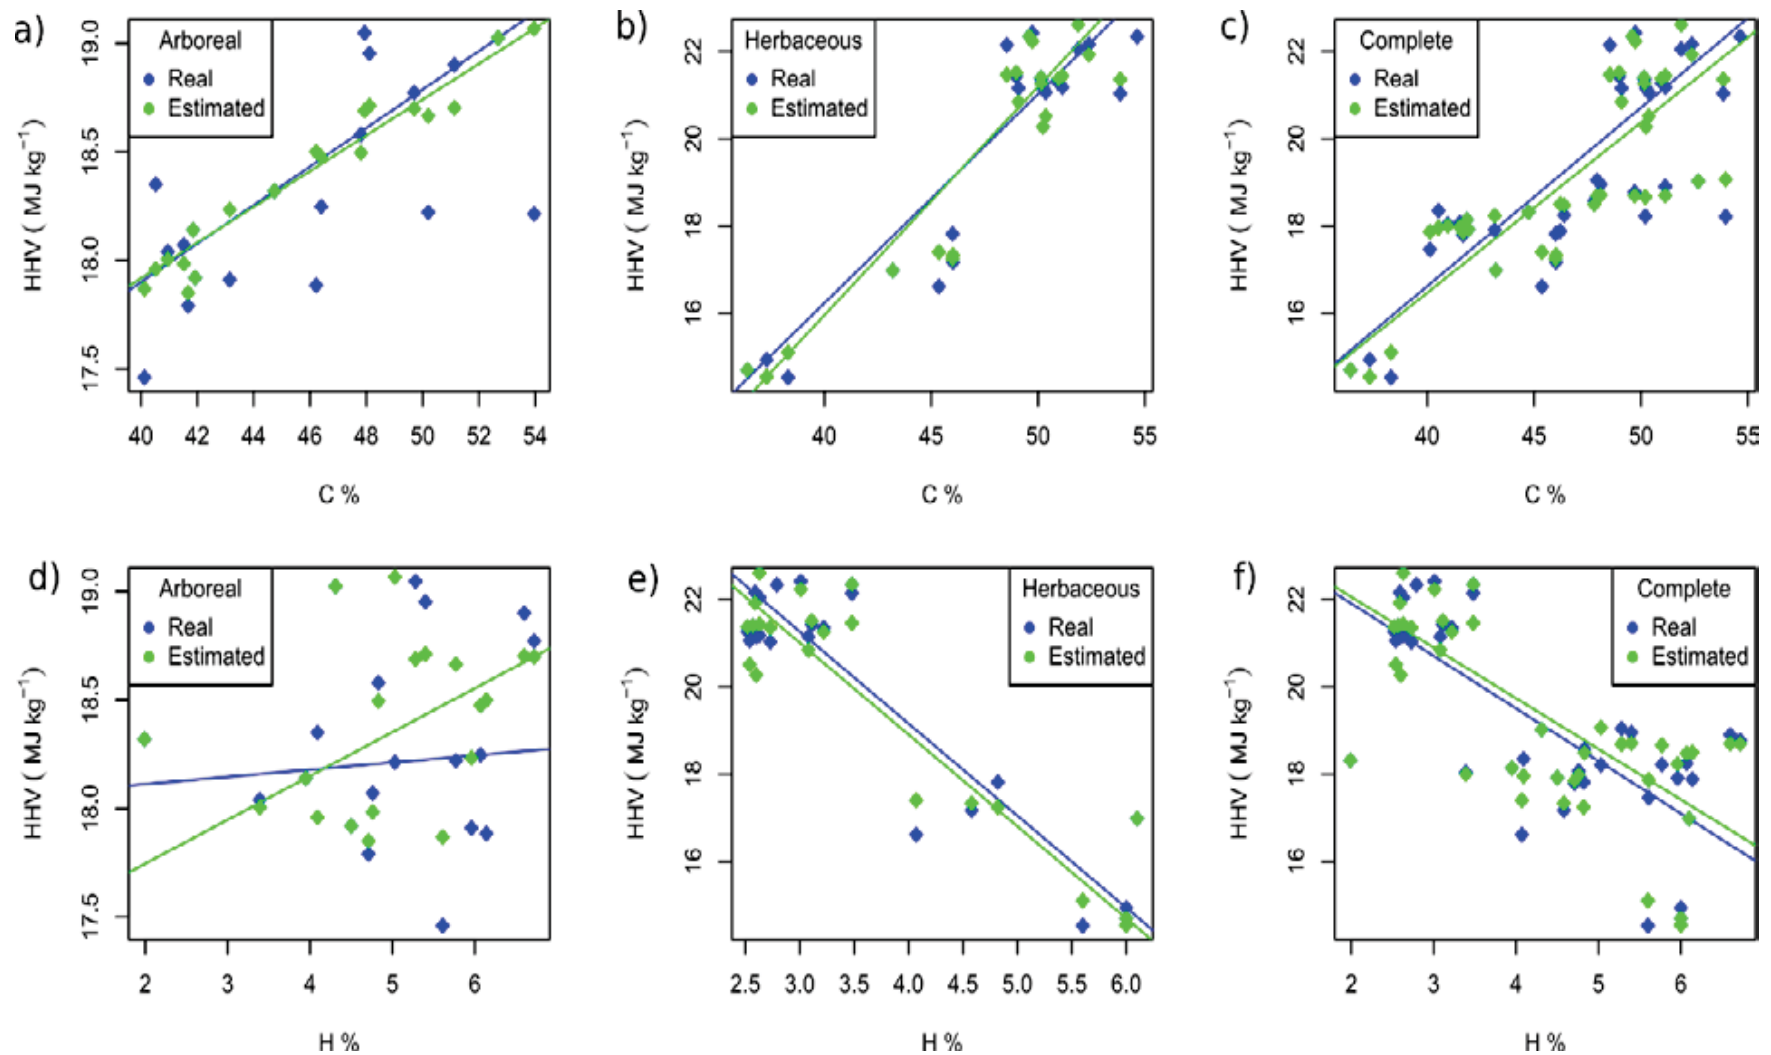 a)
Arboreal
Real
Estimated
HHV ( MJ kg⁻¹ )
17.5 18.0 18.5 19.0
40 42 44 46 48 50 52 54
C %
b)
Herbaceous
Real
Estimated
HHV ( MJ kg⁻¹ )
16 18 20 22
40 45 50 55
C %
c)
Complete
Real
Estimated
HHV ( MJ kg⁻¹ )
16 18 20 22
40 45 50 55
C %
d)
Arboreal
Real
Estimated
HHV ( MJ kg⁻¹ )
17.5 18.0 18.5 19.0
2 3 4 5 6
H %
e)
Herbaceous
Real
Estimated
HHV ( MJ kg⁻¹ )
16 18 20 22
2.5 3.0 3.5 4.0 4.5 5.0 5.5 6.0
H %
f)
Complete
Real
Estimated
HHV ( MJ kg⁻¹ )
16 18 20 22
2 3 4 5 6
H %